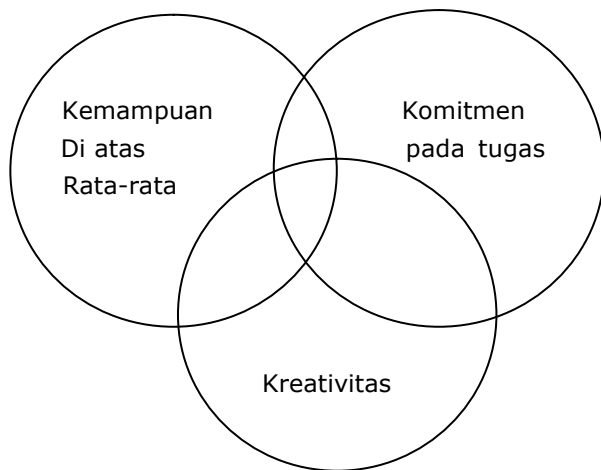 Kemampuan
Di atas
Rata-rata
Komitmen
pada tugas
Kreativitas